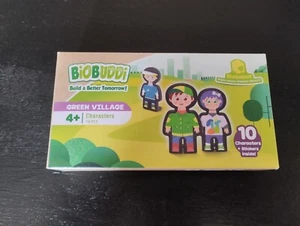 BiOBUDDi
Build a Better Tomorrow!
GREEN VILLAGE
4+
Characters
10
Characters
+ Stickers
inside!